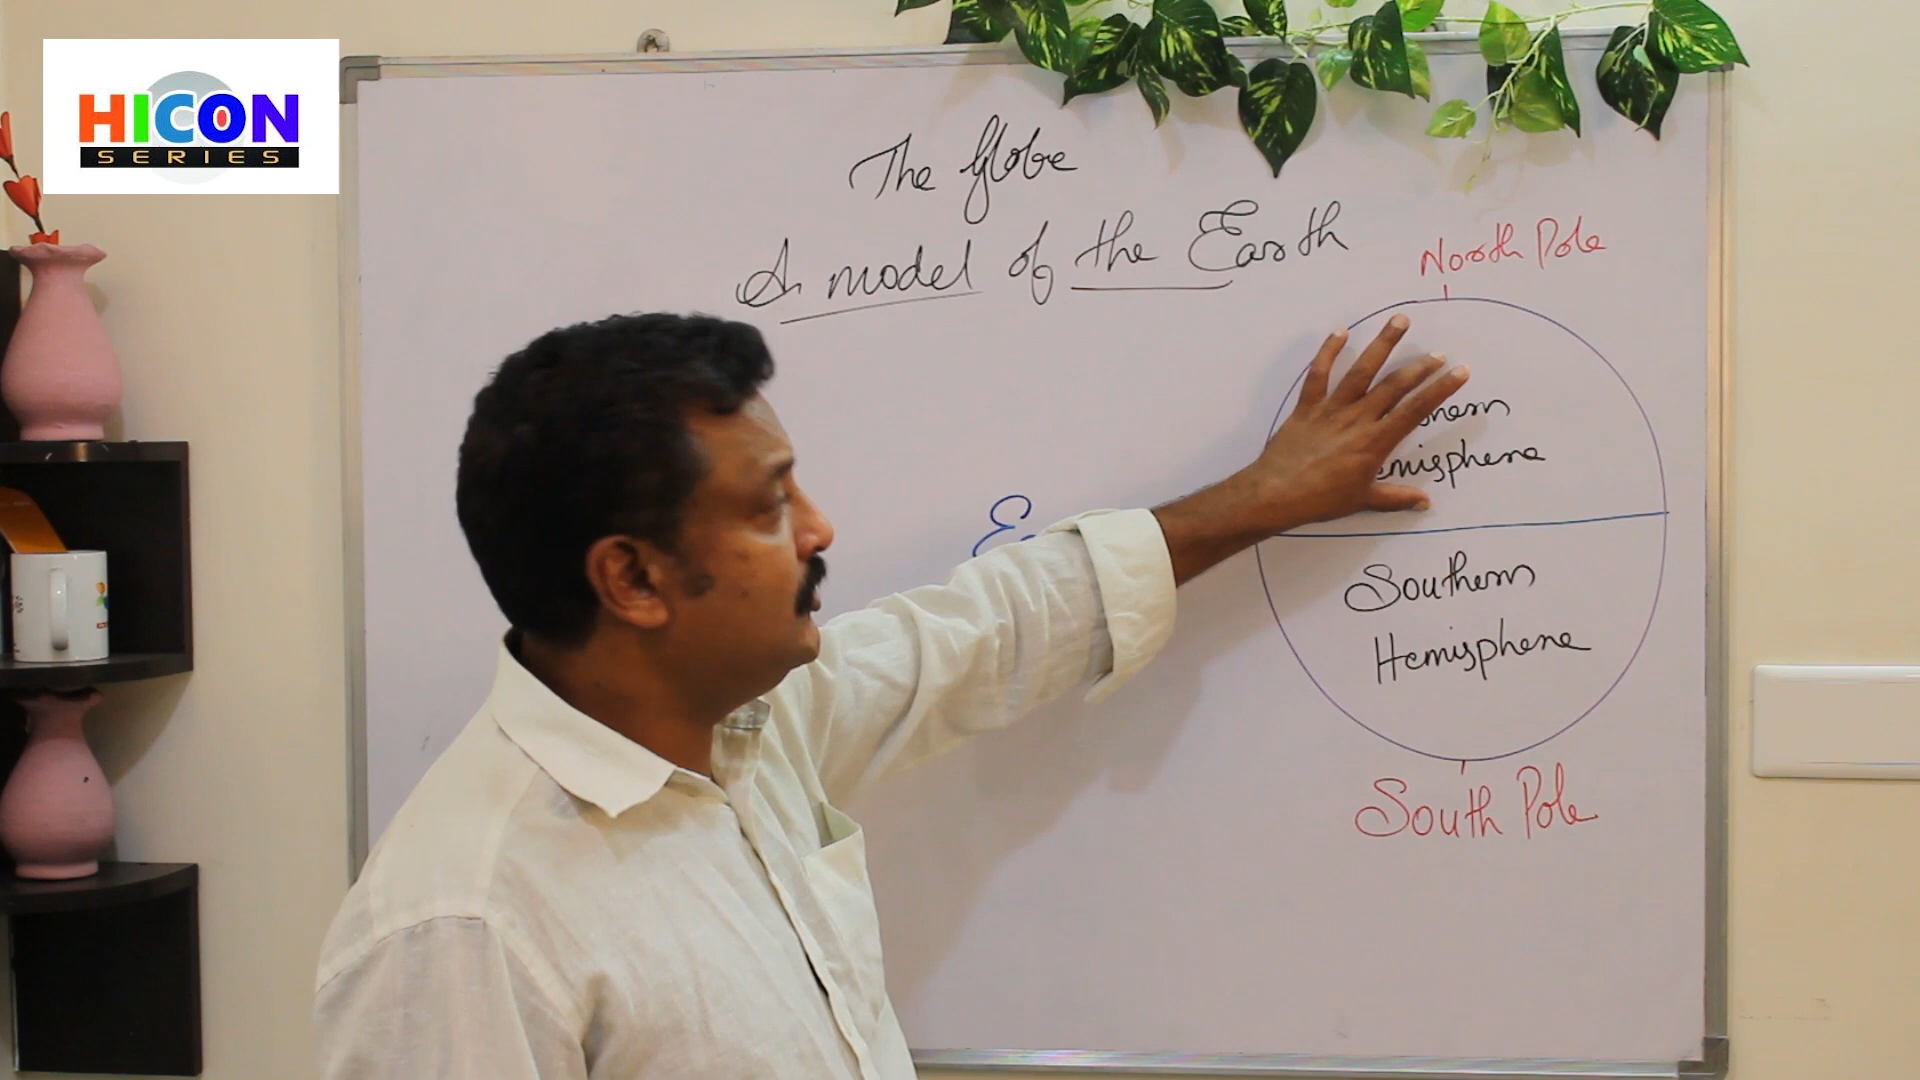 HICON
SERIES
The Globe
A model of the Earth
North Pole
Hemisphere
Southern
Hemisphere
South Pole